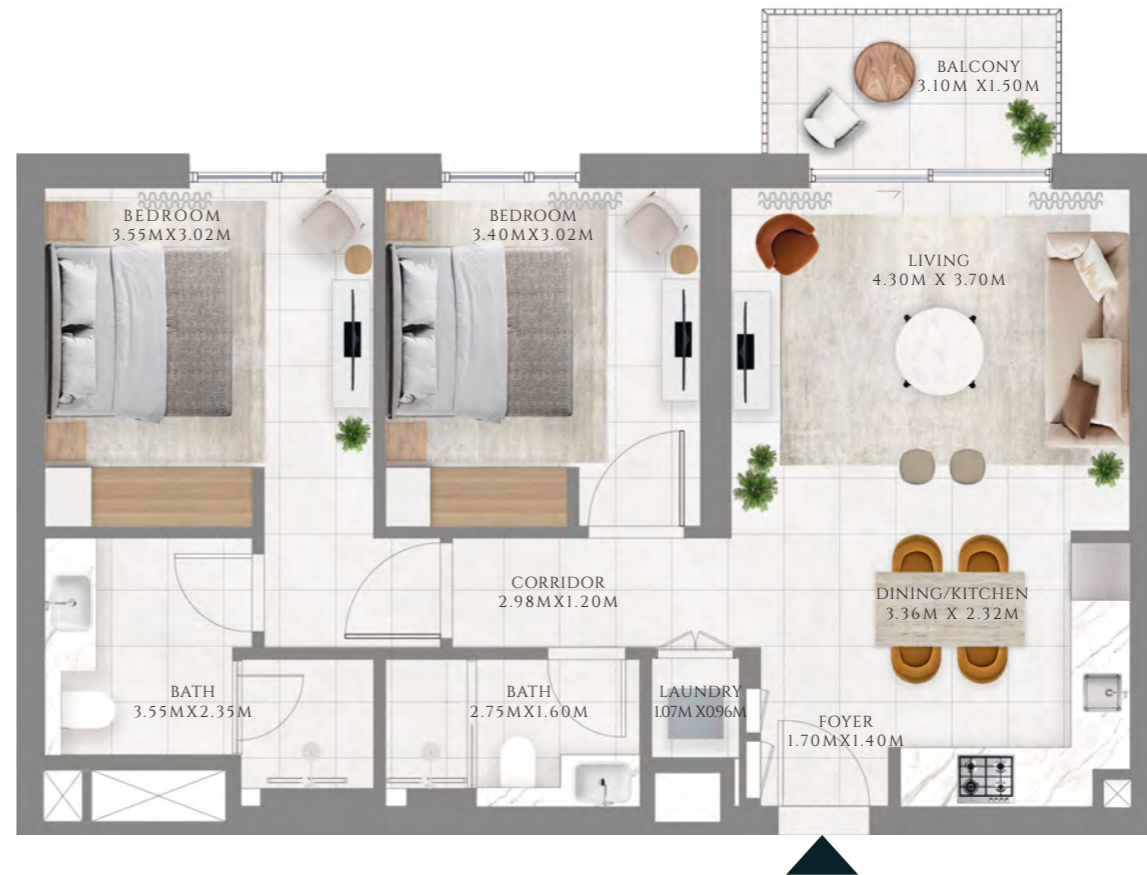 BALCONY
3.10M X1.50M
BEDROOM
3.55MX3.02M
BEDROOM
3.40MX3.02M
LIVING
4.30M X 3.70M
CORRIDOR
2.98MX1.20M
DINING/KITCHEN
3.36M X 2.32M
BATH
3.55MX2.35M
BATH
2.75MX1.60M
LAUNDRY
1.07M X0.96M
FOYER
1.70MX1.40M